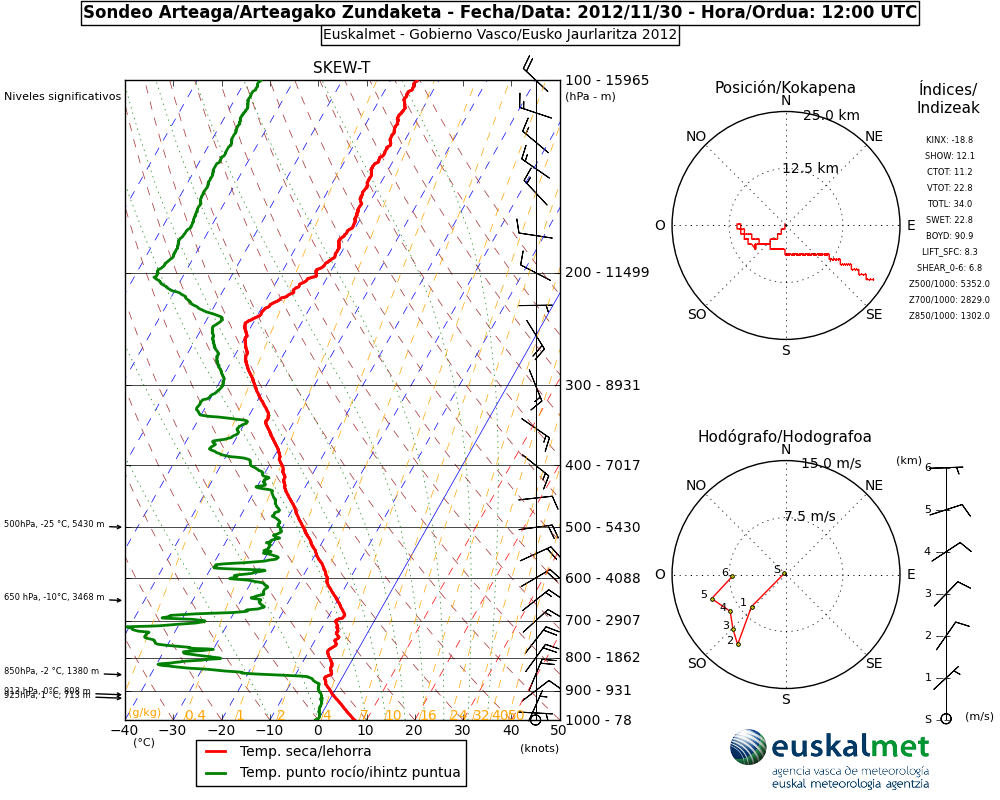 Sondeo Arteaga/Arteagako Zundaketa - Fecha/Data: 2012/11/30 - Hora/Ordua: 12:00 UTC
Euskalmet - Gobierno Vasco/Eusko Jaurlaritza 2012
SKEW-T
Niveles significativos
100 - 15965
(hPa - m)
200 - 11499
300 - 8931
400 - 7017
500 - 5430
600 - 4088
700 - 2907
800 - 1862
900 - 931
1000 - 78
500hPa, -25 °C, 5430 m
650 hPa, -10°C, 3468 m
850hPa, -2 °C, 1380 m
(g/kg) 0.4 1 2 4 7 10 16 24 32 40 50
−40 −30 −20 −10 0 10 20 30 40 50
(°C)
(knots)
Temp. seca/lehorra
Temp. punto rocío/ihintz puntua
Posición/Kokapena
N
25.0 km
NO
NE
12.5 km
O
E
SO
SE
S
Índices/
Indizeak
KINX: -18.8
SHOW: 12.1
CTOT: 11.2
VTOT: 22.8
TOTL: 34.0
SWET: 22.8
BOYD: 90.9
LIFT_SFC: 8.3
SHEAR_0-6: 6.8
Z500/1000: 5352.0
Z700/1000: 2829.0
Z850/1000: 1302.0
Hodógrafo/Hodografoa
N
15.0 m/s
NO
NE
7.5 m/s
O
E
S
6
5
4
1
3
2
SO
SE
S
(km)
6
5
4
3
2
1
S
(m/s)
euskalmet
agencia vasca de meteorología
euskal meteorologia agentzia